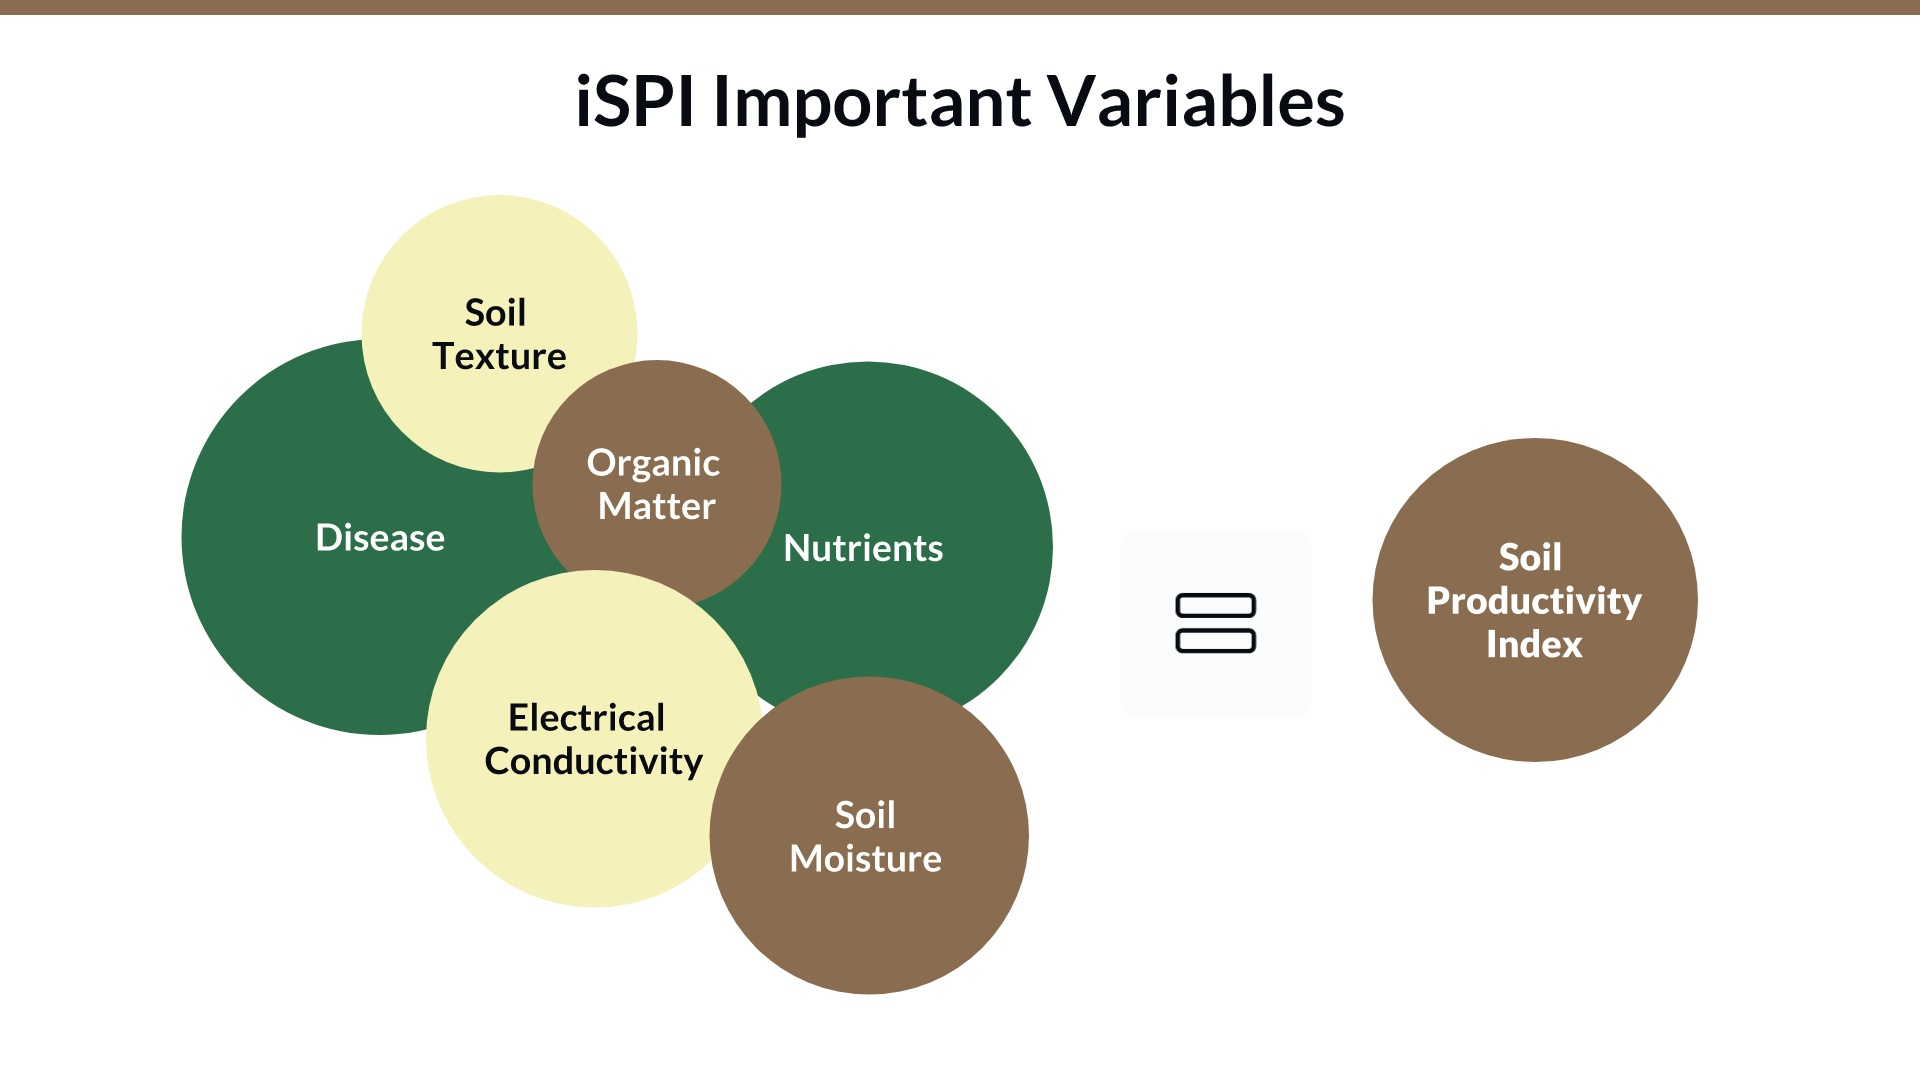 iSPI Important Variables
Soil
Texture
Organic
Matter
Disease
Nutrients
Electrical
Conductivity
Soil
Moisture
Soil
Productivity
Index